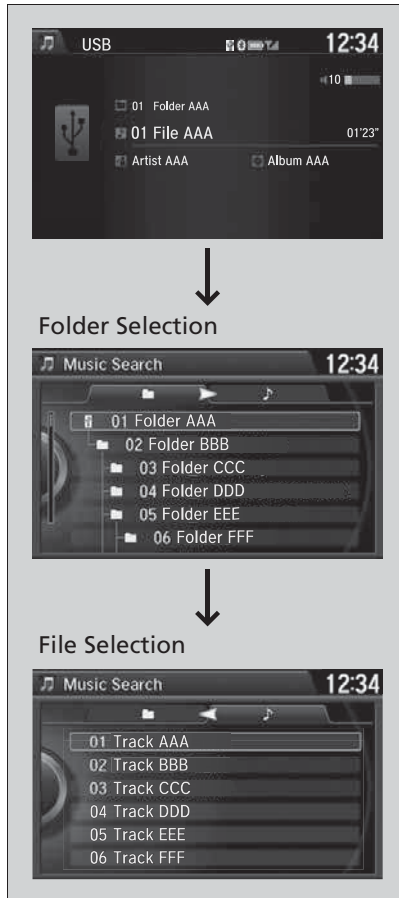 USB 12:34
10
01 Folder AAA
01 File AAA 01'23"
Artist AAA Album AAA
Folder Selection
Music Search 12:34
01 Folder AAA
02 Folder BBB
03 Folder CCC
04 Folder DDD
05 Folder EEE
06 Folder FFF
File Selection
Music Search 12:34
01 Track AAA
02 Track BBB
03 Track CCC
04 Track DDD
05 Track EEE
06 Track FFF